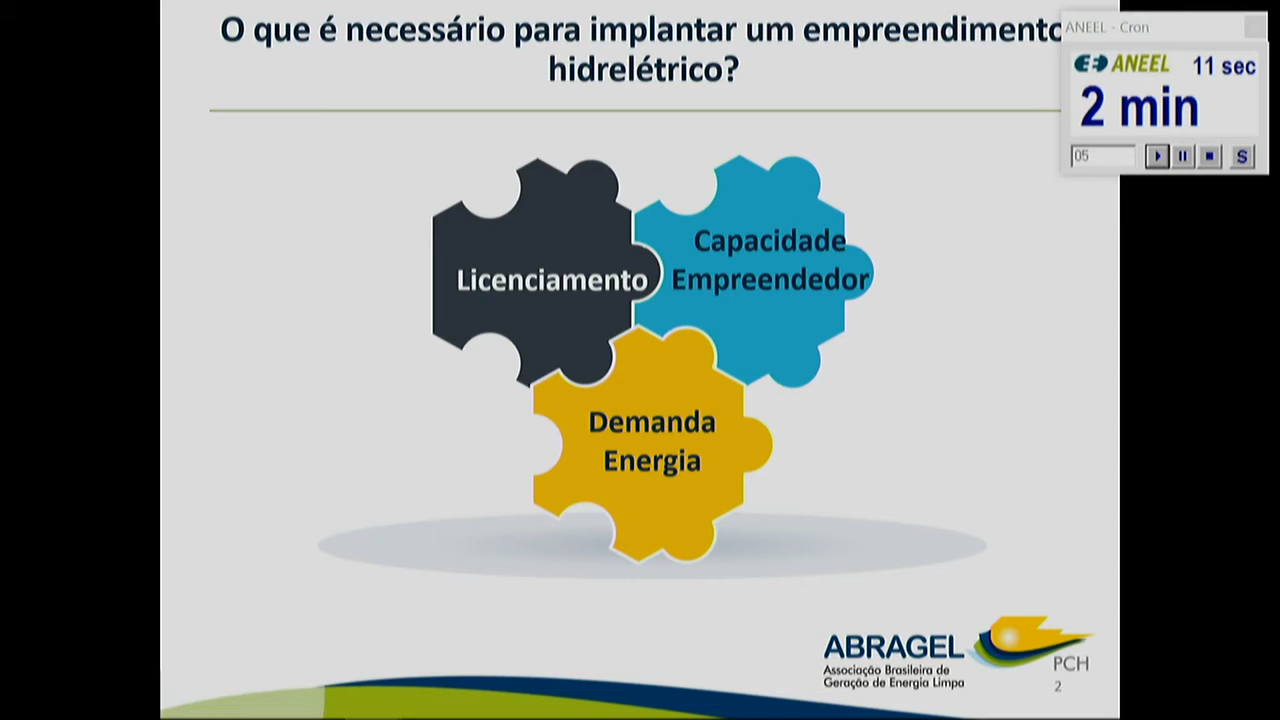 O que é necessário para implantar um empreendimento
hidrelétrico?
ANEEL - Cron
ANEEL
11 sec
2 min
05
S
Licenciamento
Capacidade
Empreendedor
Demanda
Energia
ABRAGEL
Associação Brasileira de
Geração de Energia Limpa
PCH
2